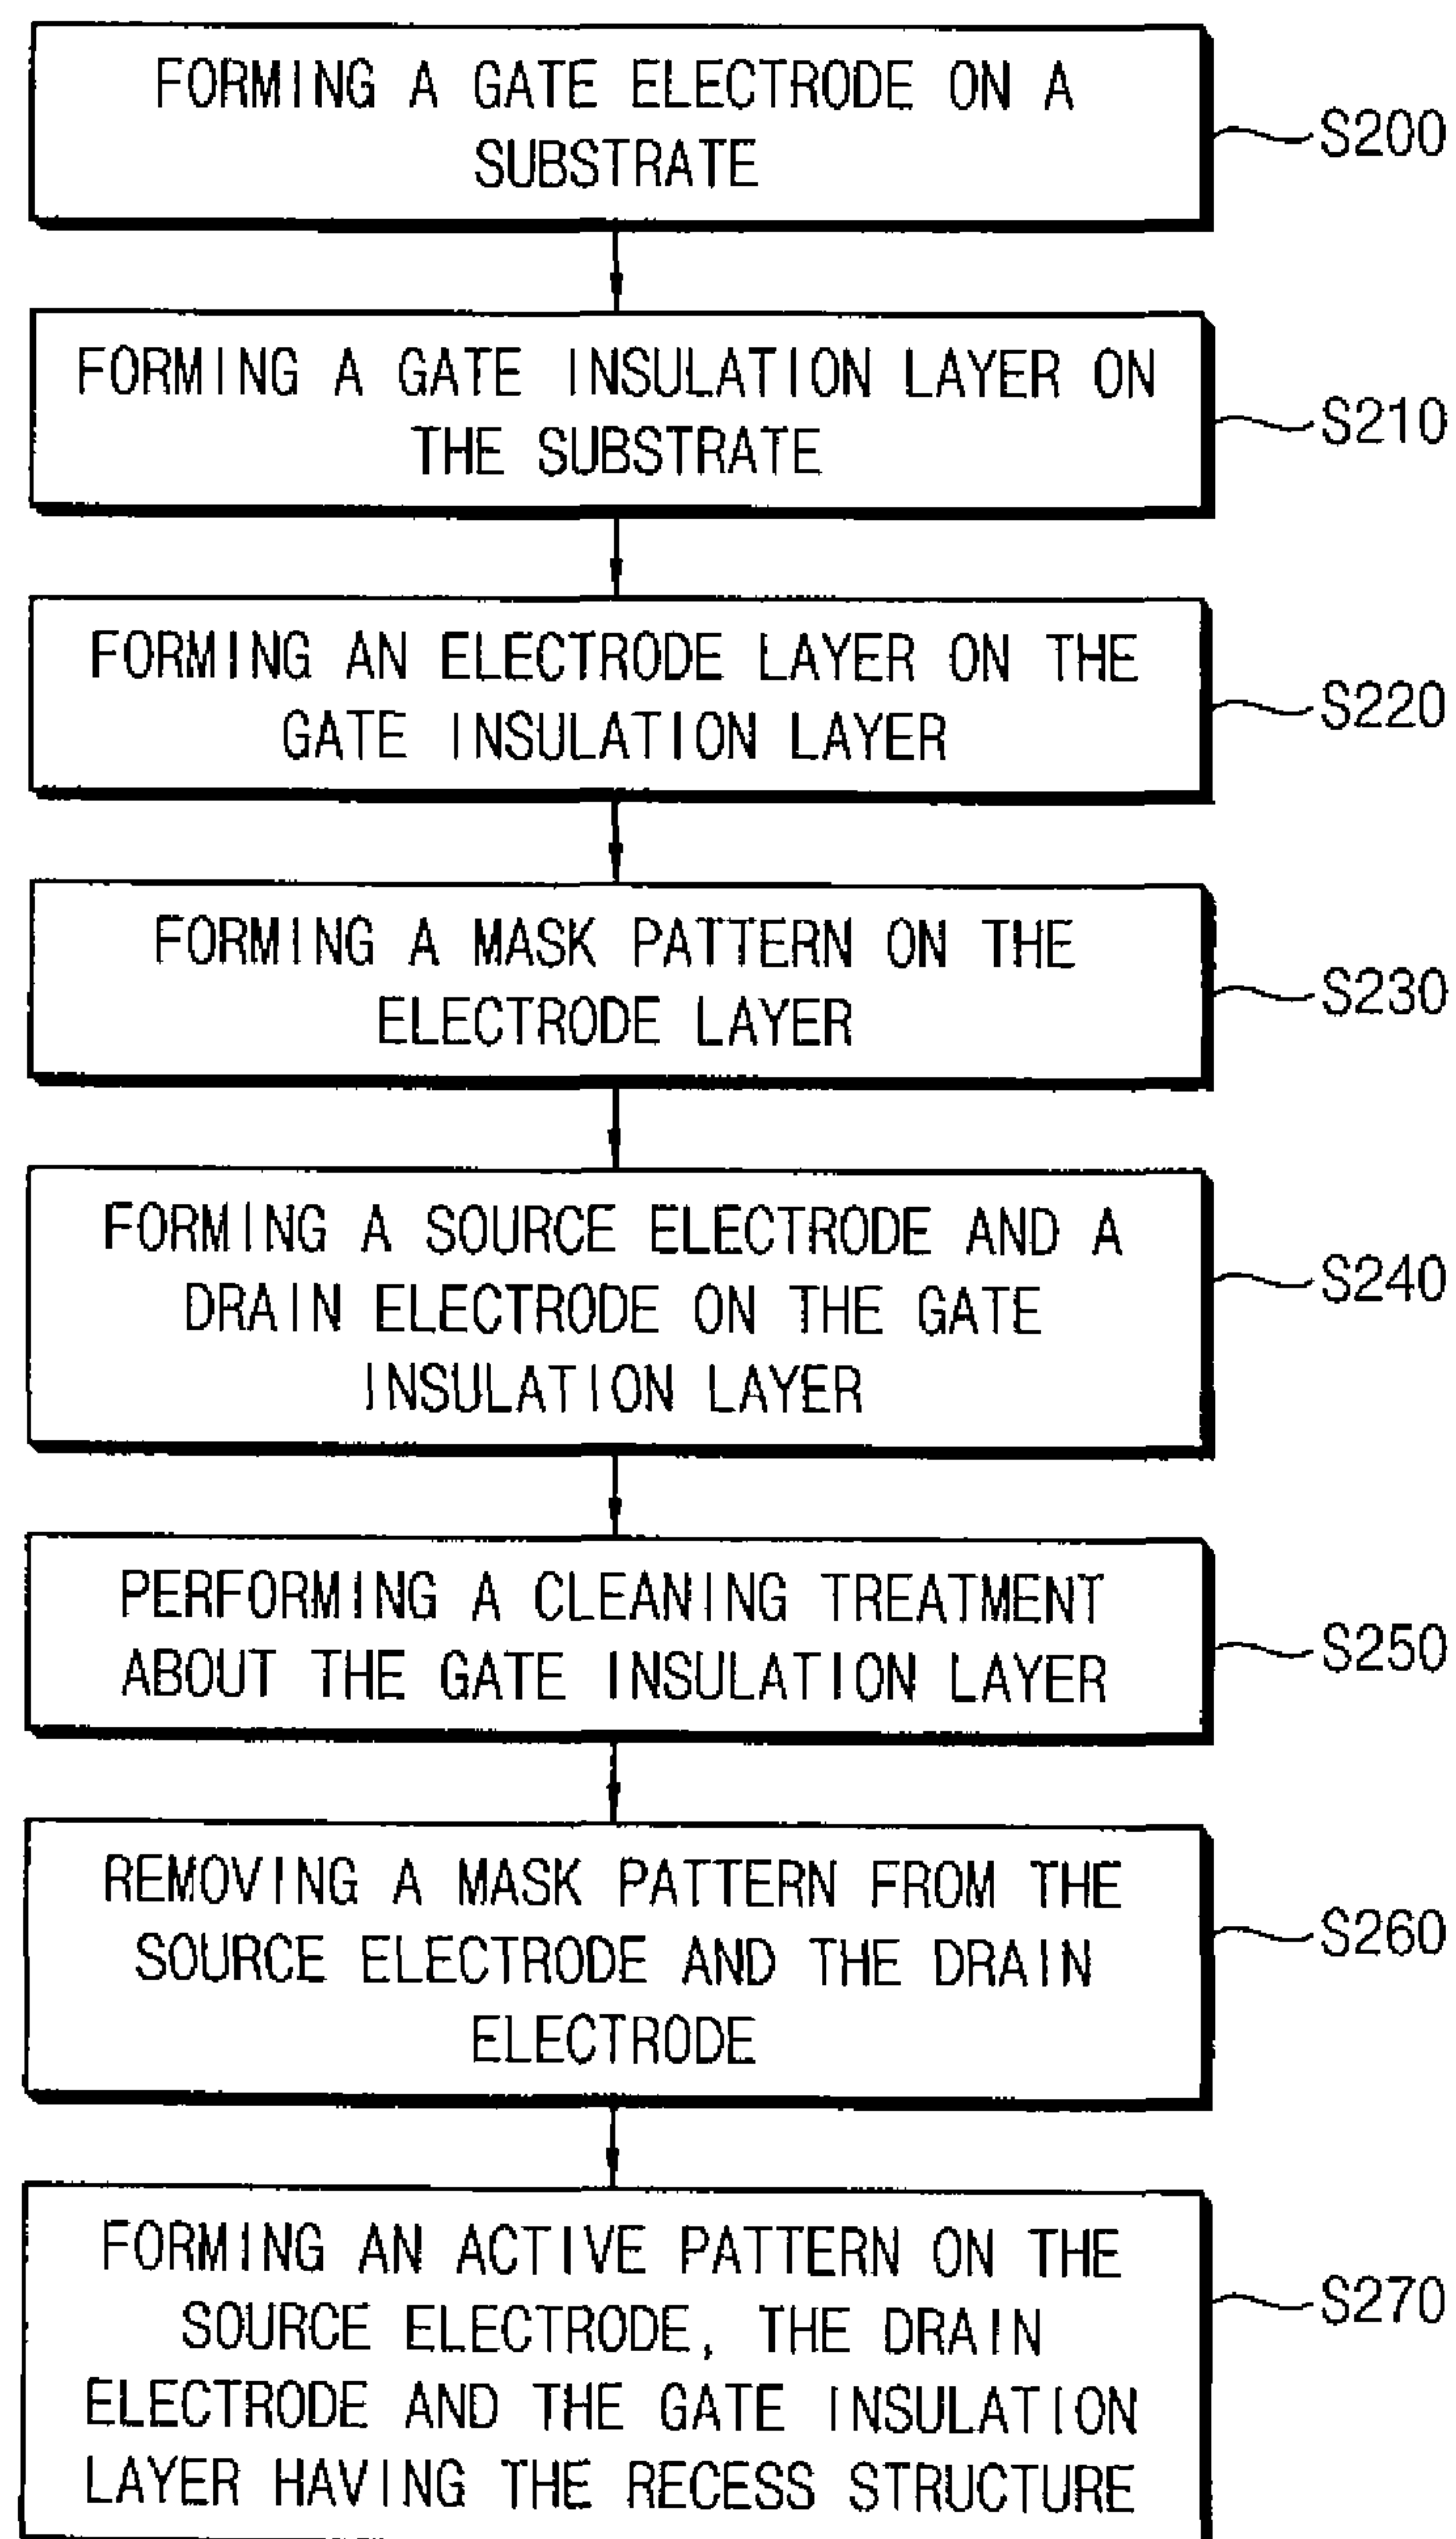 FORMING A GATE ELECTRODE ON A
SUBSTRATE
S200
FORMING A GATE INSULATION LAYER ON
THE SUBSTRATE
S210
FORMING AN ELECTRODE LAYER ON THE
GATE INSULATION LAYER
S220
FORMING A MASK PATTERN ON THE
ELECTRODE LAYER
S230
FORMING A SOURCE ELECTRODE AND A
DRAIN ELECTRODE ON THE GATE
INSULATION LAYER
S240
PERFORMING A CLEANING TREATMENT
ABOUT THE GATE INSULATION LAYER
S250
REMOVING A MASK PATTERN FROM THE
SOURCE ELECTRODE AND THE DRAIN
ELECTRODE
S260
FORMING AN ACTIVE PATTERN ON THE
SOURCE ELECTRODE, THE DRAIN
ELECTRODE AND THE GATE INSULATION
LAYER HAVING THE RECESS STRUCTURE
S270